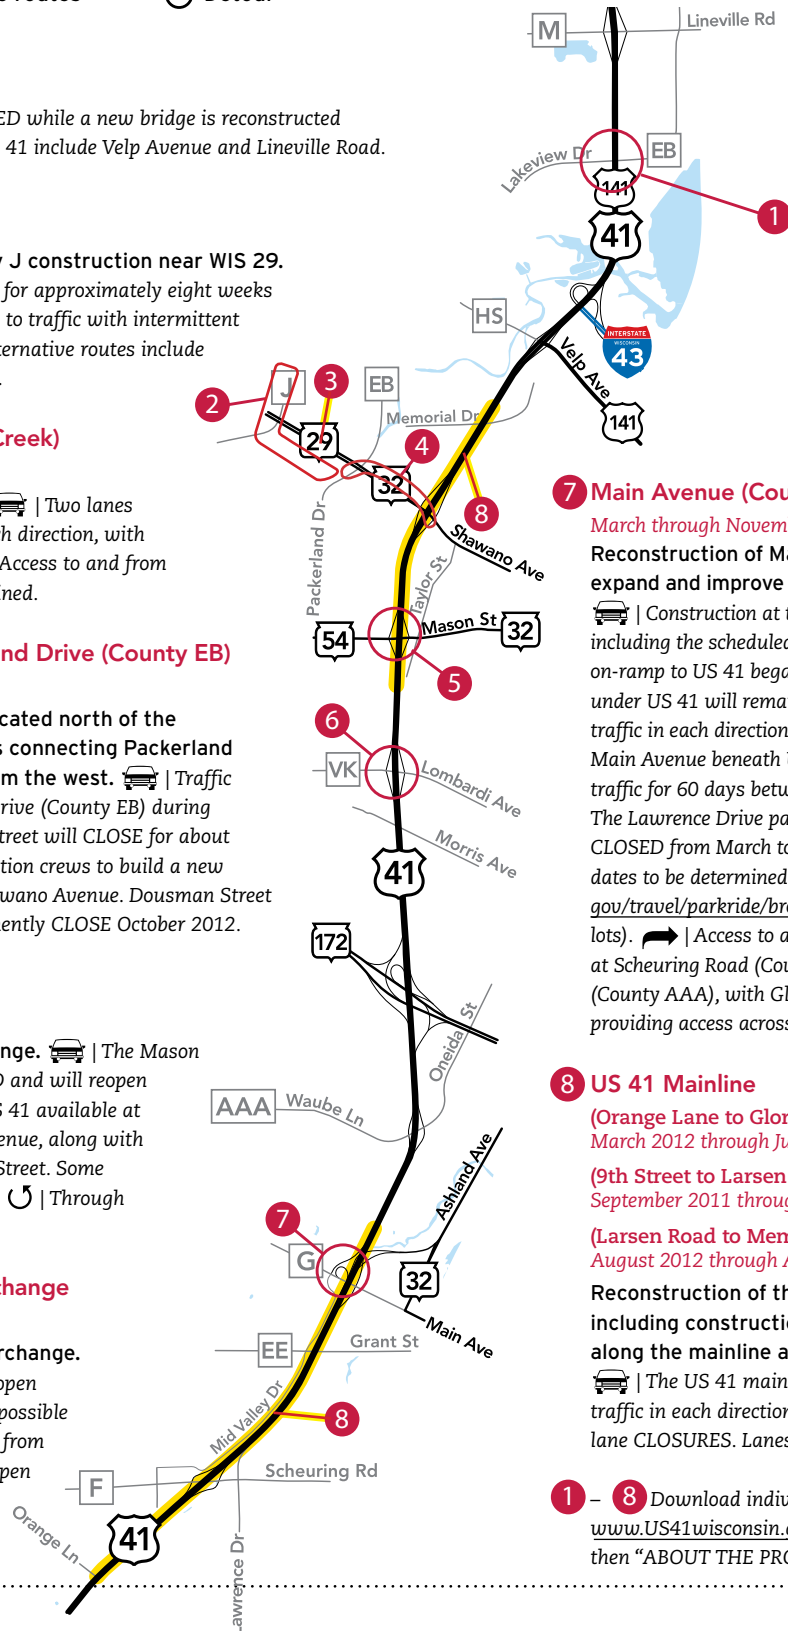 Detour
ED while a new bridge is reconstructed
41 include Velp Avenue and Lineville Road.
J construction near WIS 29.
for approximately eight weeks
to traffic with intermittent
ternative routes include
Creek)
| Two lanes
h direction, with
Access to and from
ined.
nd Drive (County EB)
cated north of the
s connecting Packerland
m the west. | Traffic
rive (County EB) during
treet will CLOSE for about
tion crews to build a new
wano Avenue. Dousman Street
nently CLOSE October 2012.
nge. | The Mason
D and will reopen
S 41 available at
enue, along with
Street. Some
| Through
change
rchange.
open
possible
from
pen
M
Lineville Rd
Lakeview Dr
EB
141
1
41
HS
INTERSTATE
WISCONSIN
43
Velp Ave
141
2
J
3
EB
29
Memorial Dr
4
32
8
Packerland Dr
Shawano Ave
Taylor St
54
Mason St
32
5
6
VK
Lombardi Ave
Morris Ave
41
172
Oneida St
AAA
Waube Ln
Ashland Ave
7
G
32
Main Ave
EE
Grant St
Mid Valley Dr
8
F
Scheuring Rd
Orange Ln
41
Lawrence Dr
7 Main Avenue (Cou
March through Novem
Reconstruction of Ma
expand and improve
| Construction at t
including the scheduled
on-ramp to US 41 bega
under US 41 will rema
traffic in each direction
Main Avenue beneath U
traffic for 60 days betw
The Lawrence Drive pa
CLOSED from March to
dates to be determined
gov/travel/parkride/bro
lots). | Access to a
at Scheuring Road (Cou
(County AAA), with Gl
providing access across
8 US 41 Mainline
(Orange Lane to Glor
March 2012 through Ju
(9th Street to Larsen
September 2011 throug
(Larsen Road to Mem
August 2012 through A
Reconstruction of th
including constructio
along the mainline a
| The US 41 main
traffic in each direction
lane CLOSURES. Lanes
1 – 8 Download indiv
www.US41wisconsin.g
then “ABOUT THE PRO